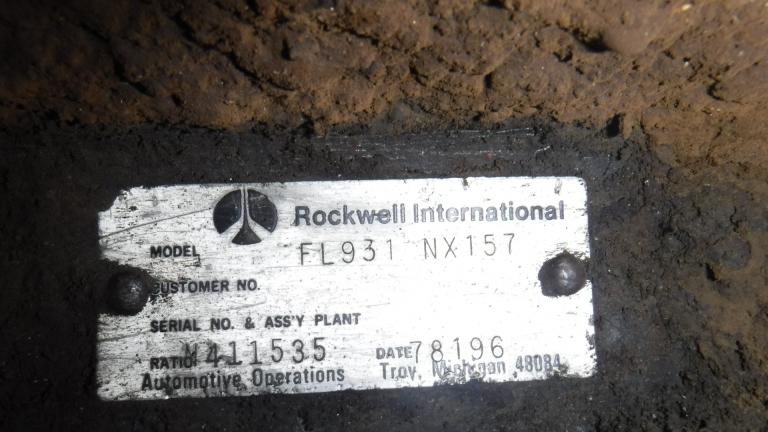 Rockwell International
MODEL FL931 NX157
CUSTOMER NO.
SERIAL NO. & ASS'Y PLANT
RATIO M411535 DATE 78196
Automotive Operations Troy, Michigan 48084